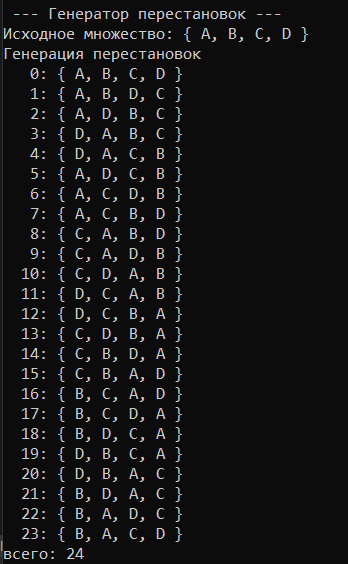 --- Генератор перестановок ---
Исходное множество: { A, B, C, D }
Генерация перестановок
0: { A, B, C, D }
1: { A, B, D, C }
2: { A, D, B, C }
3: { D, A, B, C }
4: { D, A, C, B }
5: { A, D, C, B }
6: { A, C, D, B }
7: { A, C, B, D }
8: { C, A, B, D }
9: { C, A, D, B }
10: { C, D, A, B }
11: { D, C, A, B }
12: { D, C, B, A }
13: { C, D, B, A }
14: { C, B, D, A }
15: { C, B, A, D }
16: { B, C, A, D }
17: { B, C, D, A }
18: { B, D, C, A }
19: { D, B, C, A }
20: { D, B, A, C }
21: { B, D, A, C }
22: { B, A, D, C }
23: { B, A, C, D }
всего: 24